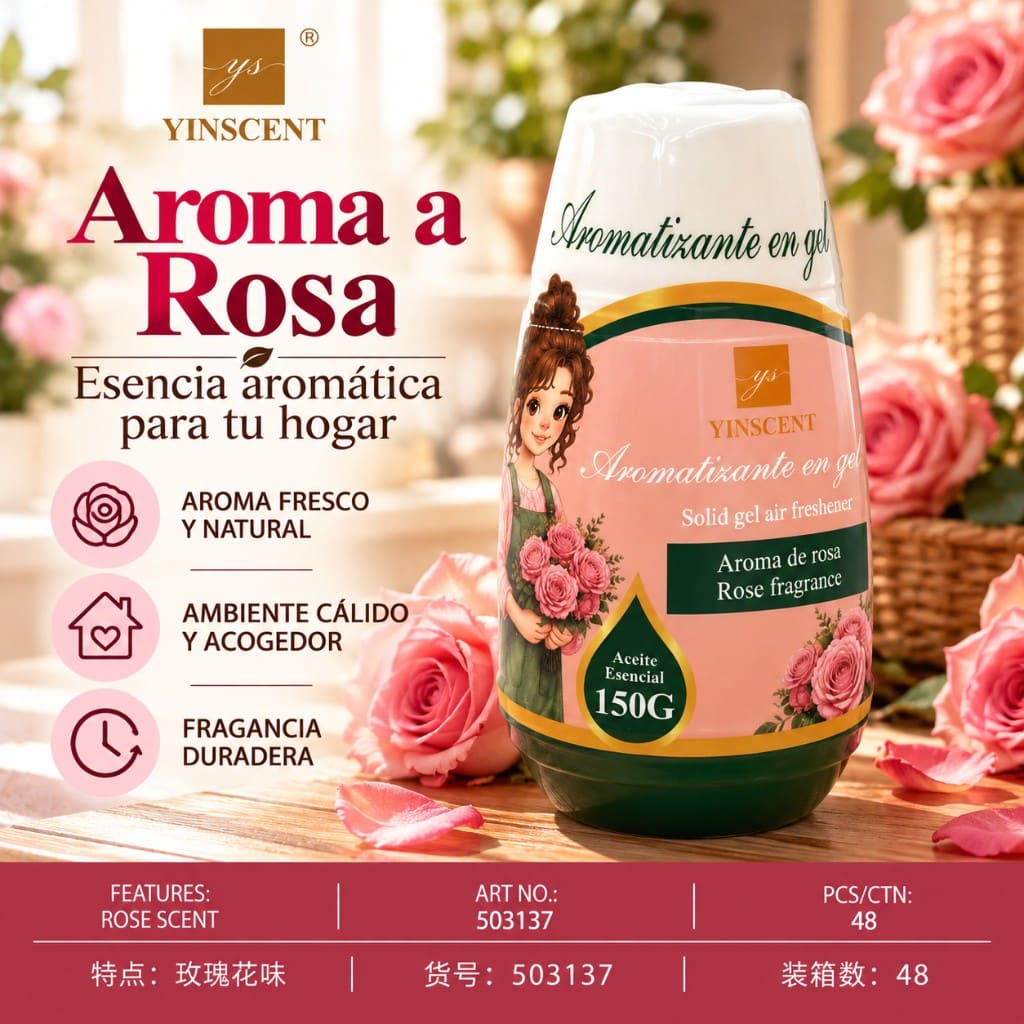 ys
®
YINSCENT
Aroma a
Rosa
Esencia aromática
para tu hogar
AROMA FRESCO
Y NATURAL
AMBIENTE CÁLIDO
Y ACOGEDOR
FRAGANCIA
DURADERA
Aromatizante en gel
ys
YINSCENT
Aromatizante en gel
Solid gel air freshener
Aroma de rosa
Rose fragrance
Aceite
Esencial
150G
FEATURES:
ROSE SCENT
ART NO.:
503137
PCS/CTN:
48
特点：玫瑰花味
货号：503137
装箱数：48